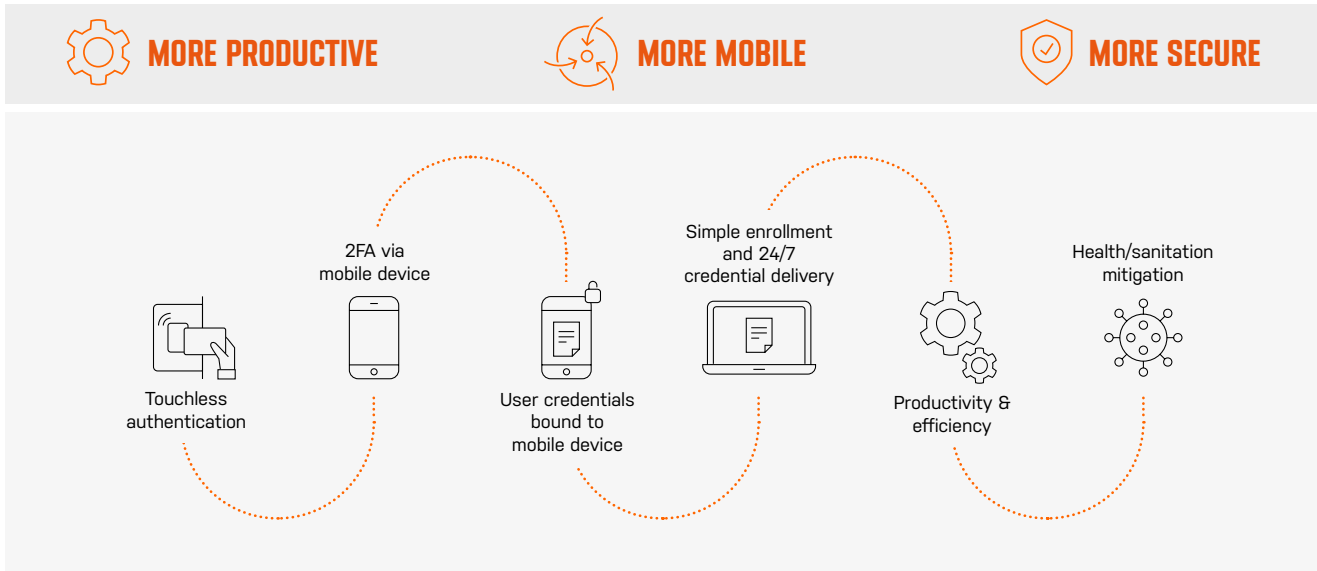 MORE PRODUCTIVE
MORE MOBILE
MORE SECURE
Touchless
authentication
2FA via
mobile device
User credentials
bound to
mobile device
Simple enrollment
and 24/7
credential delivery
Productivity &
efficiency
Health/sanitation
mitigation